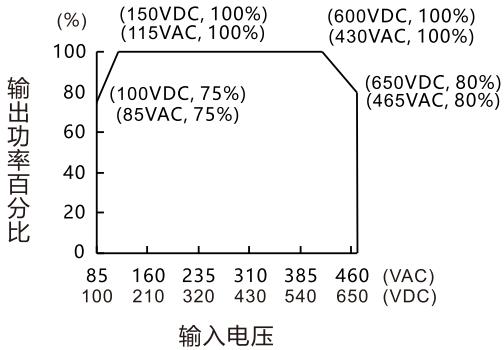 (%)
(150VDC, 100%)
(115VAC, 100%)
(600VDC, 100%)
(430VAC, 100%)
100
80
60
40
20
0
(100VDC, 75%)
(85VAC, 75%)
(650VDC, 80%)
(465VAC, 80%)
输出功率百分比
85 160 235 310 385 460 (VAC)
100 210 320 430 540 650 (VDC)
输入电压